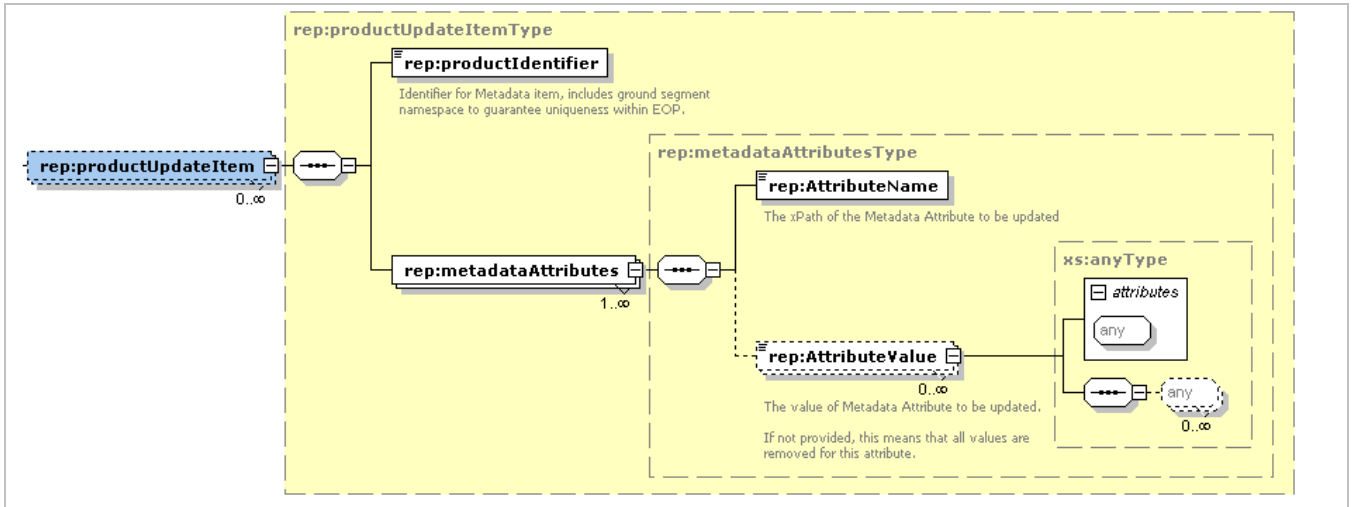 rep:productUpdateItemType
rep:productIdentifier
Identifier for Metadata item, includes ground segment
namespace to guarantee uniqueness within EOP.
rep:productUpdateItem
0..∞
rep:metadataAttributesType
rep:AttributeName
The xPath of the Metadata Attribute to be updated
rep:metadataAttributes
1..∞
xs:anyType
attributes
any
rep:AttributeValue
0..∞
any
0..∞
The value of Metadata Attribute to be updated.
If not provided, this means that all values are
removed for this attribute.